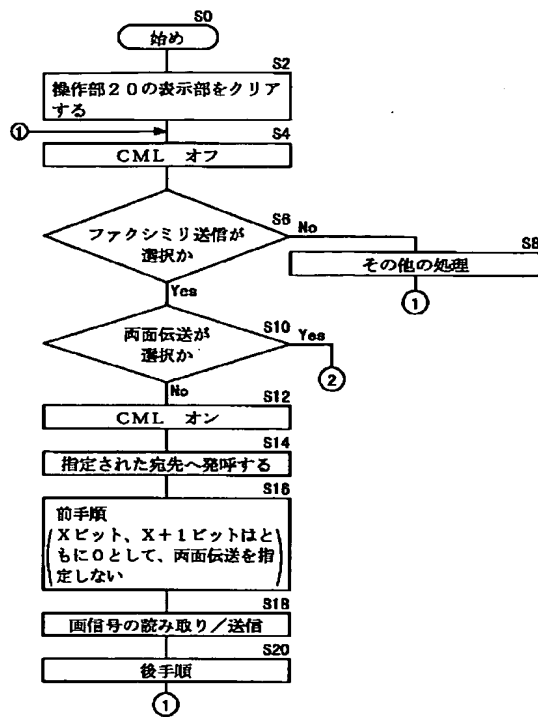 S0
始め
S2
操作部20の表示部をクリア
する
①
S4
CML オフ
S6
ファクシミリ送信が
選択か
No
S8
その他の処理
①
Yes
S10
両面伝送が
選択か
Yes
②
No
S12
CML オン
S14
指定された宛先へ発呼する
S16
前手順
Xビット、X+1ビットはと
もに0として、両面伝送を指
定しない
S18
画信号の読み取り/送信
S20
後手順
①